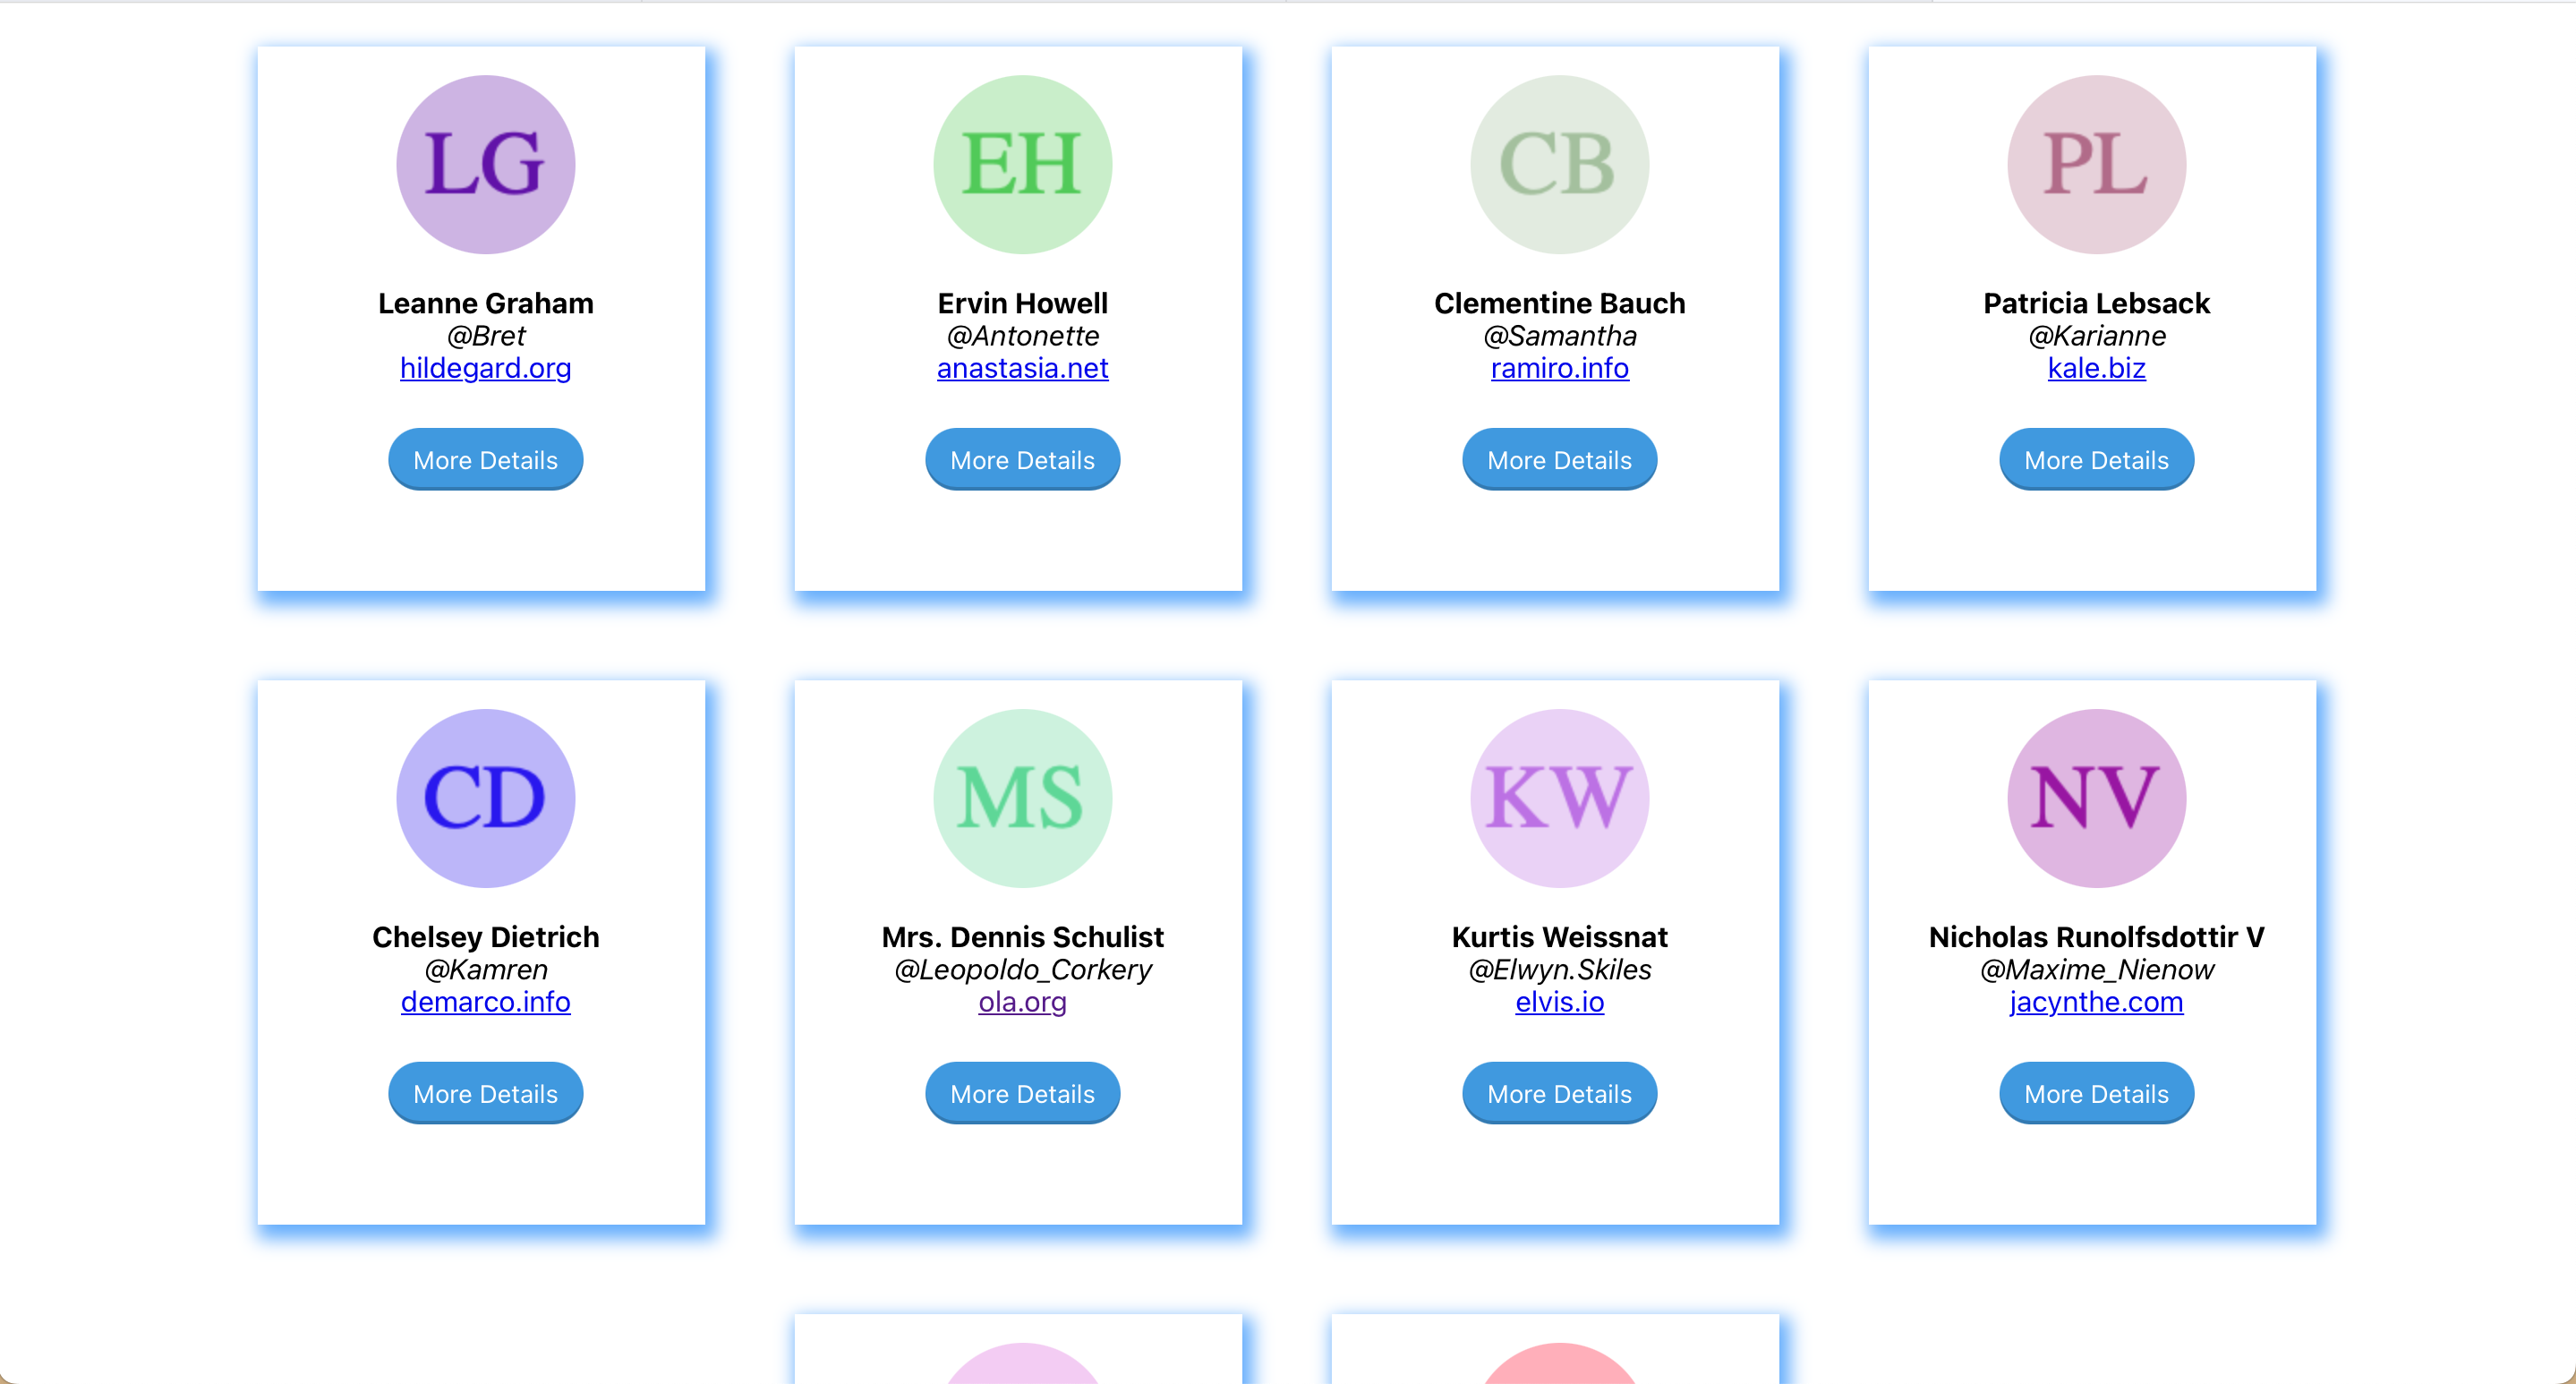 LG
Leanne Graham
@Bret
hildegard.org
More Details
EH
Ervin Howell
@Antonette
anastasia.net
More Details
CB
Clementine Bauch
@Samantha
ramiro.info
More Details
PL
Patricia Lebsack
@Karianne
kale.biz
More Details
CD
Chelsey Dietrich
@Kamren
demarco.info
More Details
MS
Mrs. Dennis Schulist
@Leopoldo_Corkery
ola.org
More Details
KW
Kurtis Weissnat
@Elwyn.Skiles
elvis.io
More Details
NV
Nicholas Runolfsdottir V
@Maxime_Nienow
jacynthe.com
More Details